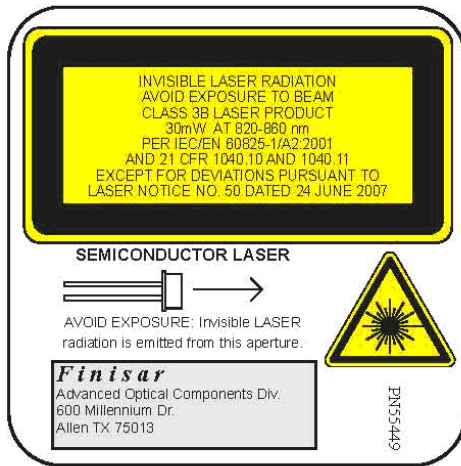 INVISIBLE LASER RADIATION
AVOID EXPOSURE TO BEAM
CLASS 3B LASER PRODUCT
30mW AT 820-860 nm
PER IEC/EN 60825-1/A2:2001
AND 21 CFR 1040.10 AND 1040.11
EXCEPT FOR DEVIATIONS PURSUANT TO
LASER NOTICE NO. 50 DATED 24 JUNE 2007
SEMICONDUCTOR LASER
AVOID EXPOSURE: Invisible LASER
radiation is emitted from this aperture.
Finisar
Advanced Optical Components Div.
600 Millennium Dr.
Allen TX 75013
PN55449